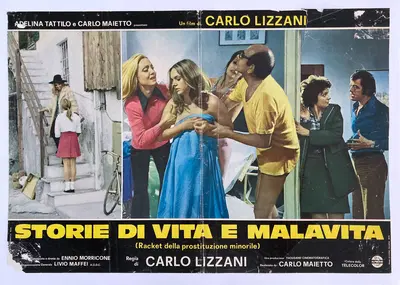 ADELINA TATTILO e CARLO MAIETTO
Un film di CARLO LIZZANI
STORIE DI VITA E MALAVITA
(Racket della prostituzione minorile)
ENNIO MORRICONE
LIVIO MAFFEI
Regia di CARLO LIZZANI
CARLO MAIETTO
TELECOLOR